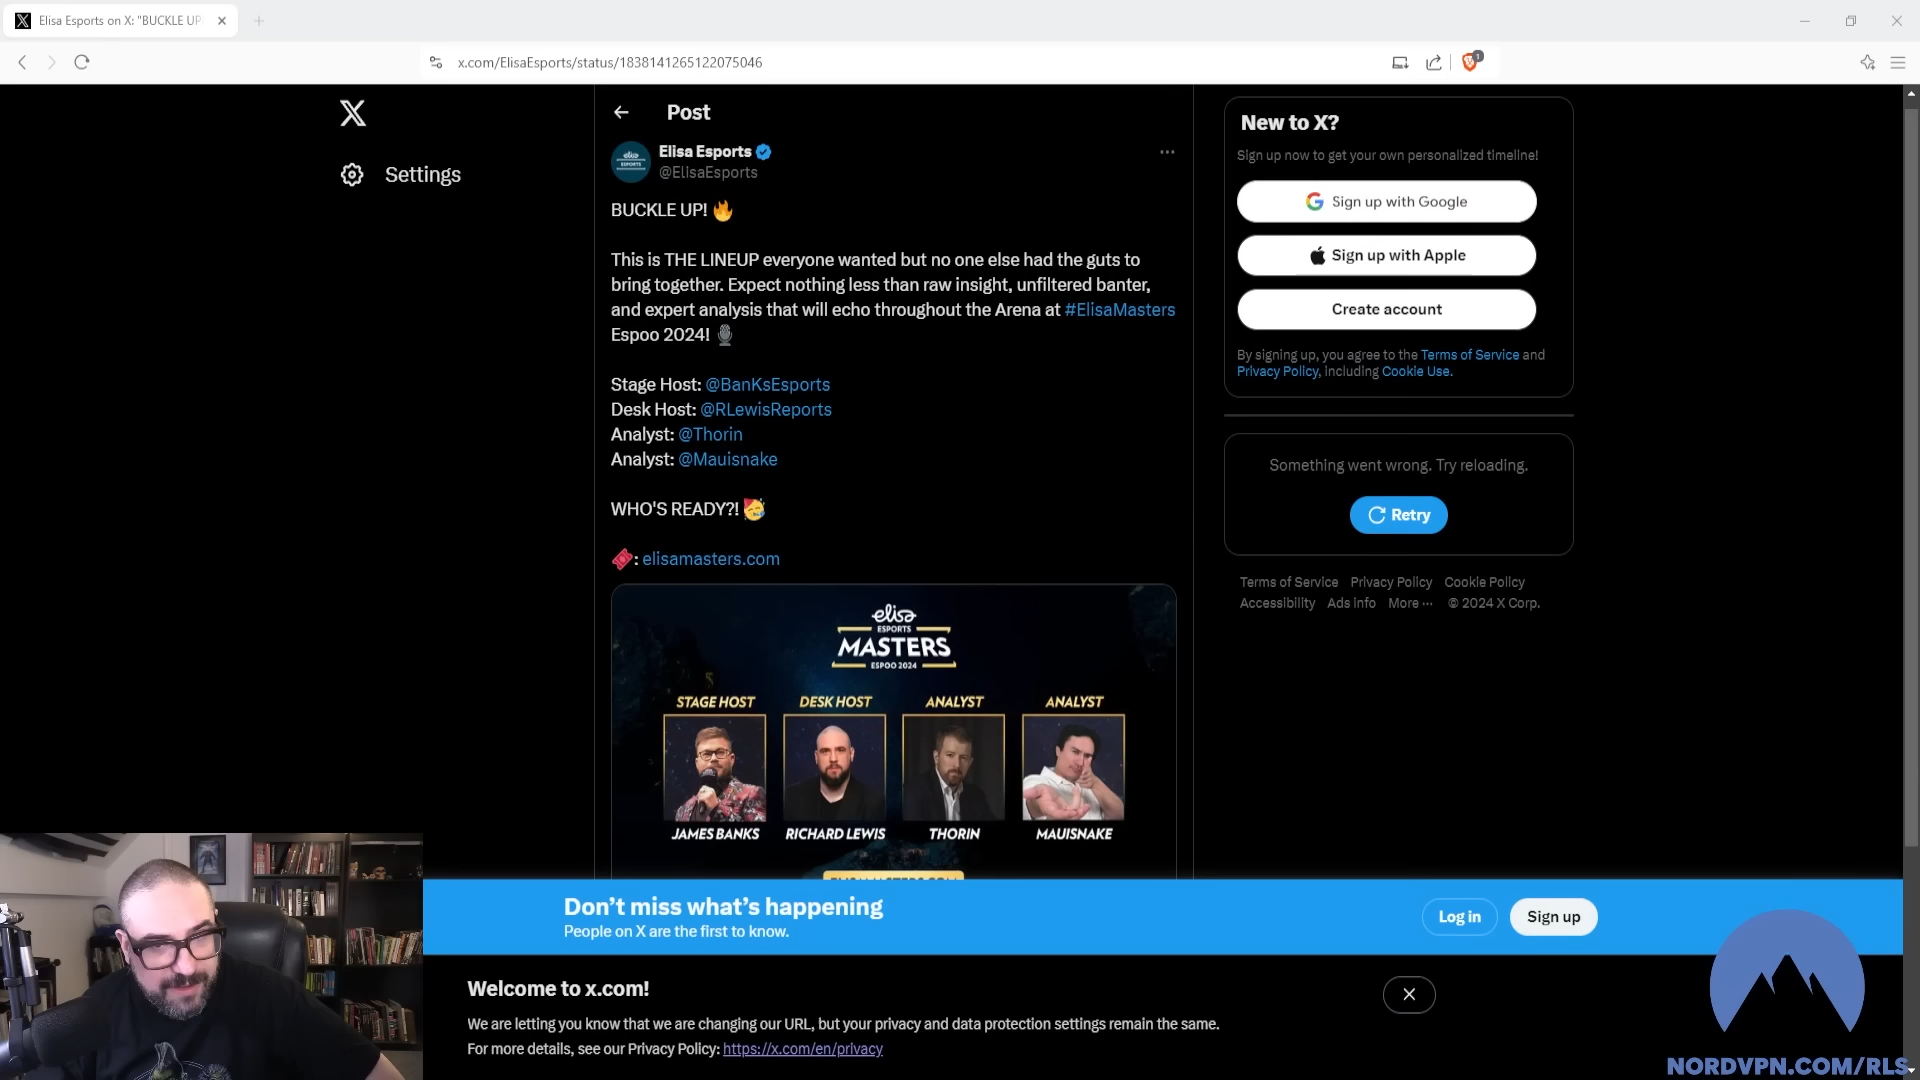 Elisa Esports on X: "BUCKLE UP
x.com/ElisaEsports/status/1838141265122075046
1
Settings
Post
Elisa Esports
@ElisaEsports
BUCKLE UP! 🔥
This is THE LINEUP everyone wanted but no one else had the guts to
bring together. Expect nothing less than raw insight, unfiltered banter,
and expert analysis that will echo throughout the Arena at #ElisaMasters
Espoo 2024! 🎙️
Stage Host: @BanKsEsports
Desk Host: @RLewisReports
Analyst: @Thorin
Analyst: @Mauisnake
WHO'S READY?! 🥳
🎟️: elisamasters.com
elisa
ESPORTS
MASTERS
ESPOO 2024
STAGE HOST DESK HOST ANALYST ANALYST
JAMES BANKS RICHARD LEWIS THORIN MAUISNAKE
New to X?
Sign up now to get your own personalized timeline!
Sign up with Google
Sign up with Apple
Create account
By signing up, you agree to the Terms of Service and
Privacy Policy, including Cookie Use.
Something went wrong. Try reloading.
Retry
Terms of Service Privacy Policy Cookie Policy
Accessibility Ads info More ... © 2024 X Corp.
Don’t miss what’s happening
People on X are the first to know.
Log in Sign up
Welcome to x.com!
We are letting you know that we are changing our URL, but your privacy and data protection settings remain the same.
For more details, see our Privacy Policy: https://x.com/en/privacy
NORDVPN.COM/RLS